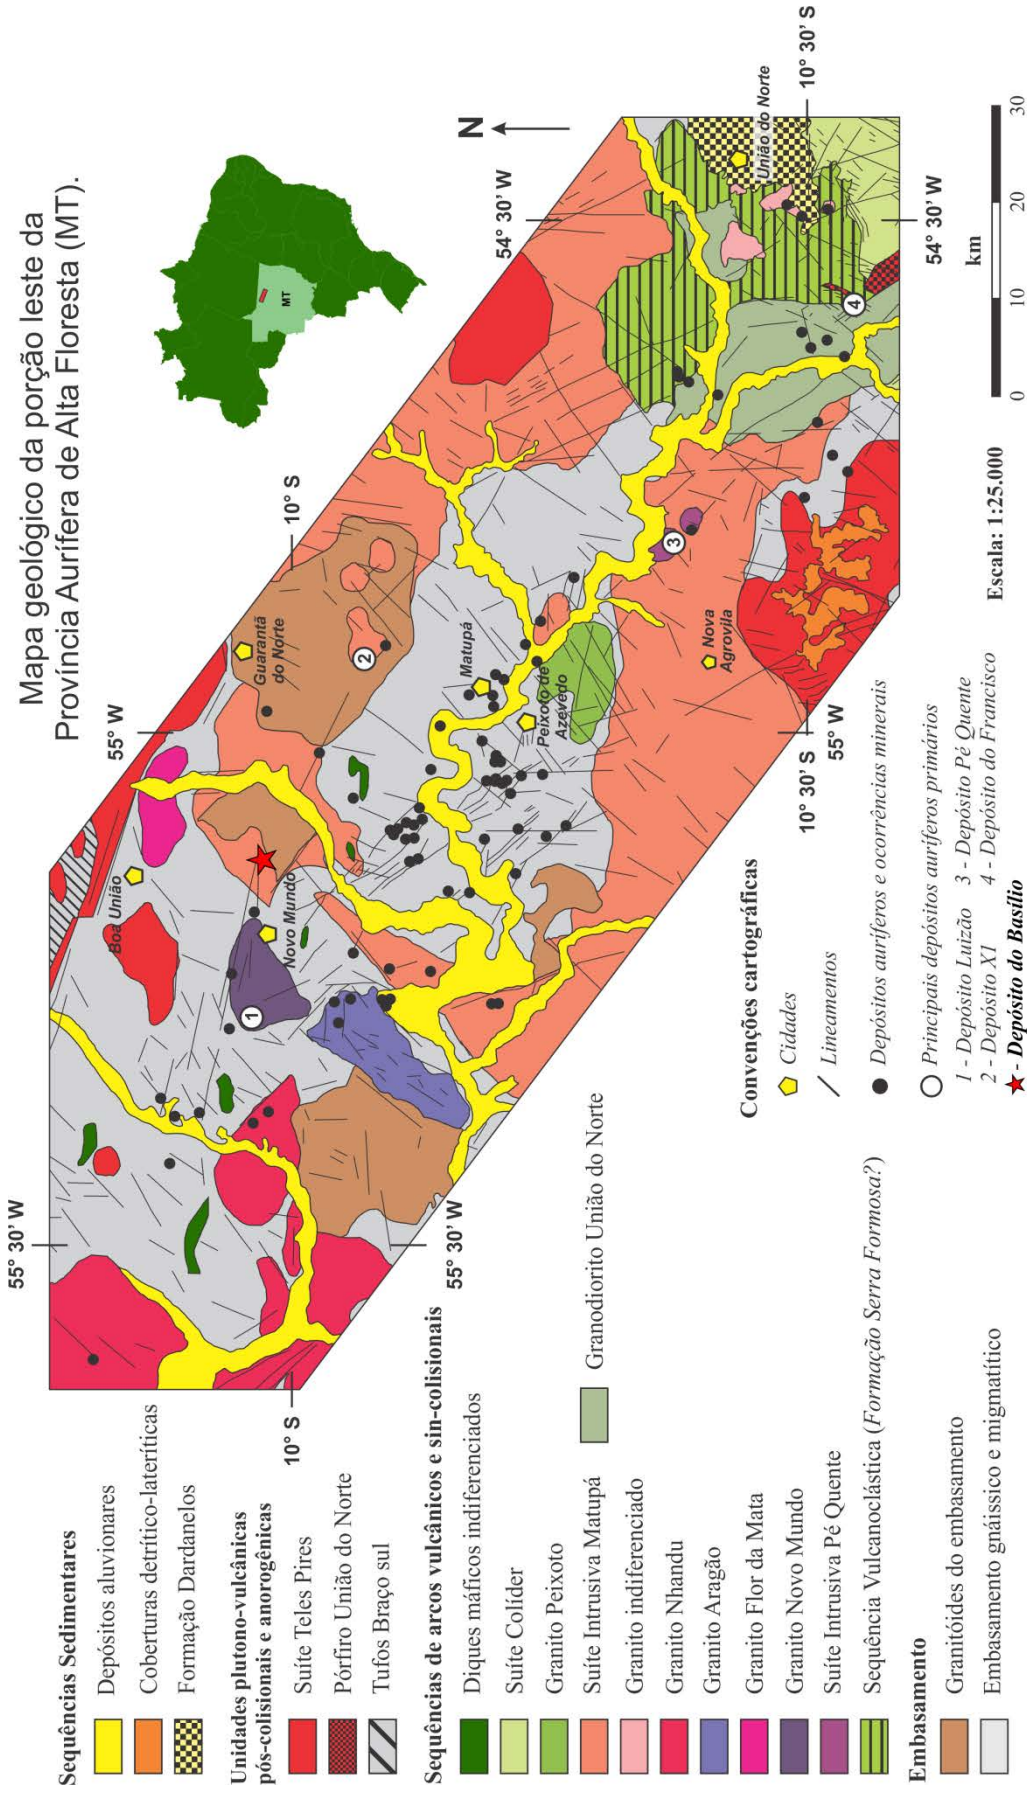 Mapa geológico da porção leste da
Província Aurífera de Alta Floresta (MT).
MT
N
55° 30' W
55° W
54° 30' W
10° S
10° S
10° 30' S
10° 30' S
55° 30' W
55° W
54° 30' W
Boa União
Guarantã
do Norte
Novo Mundo
Matupá
Peixoto de
Azevêdo
Nova
Agrovila
União do Norte
1
2
3
4
Sequências Sedimentares
Depósitos aluvionares
Coberturas detrítico-lateríticas
Formação Dardanelos
Unidades plutono-vulcânicas
pós-colisionais e anorogênicas
Suíte Teles Pires
Pórfiro União do Norte
Tufos Braço sul
Sequências de arcos vulcânicos e sin-colisionais
Diques máficos indiferenciados
Suíte Colíder
Granito Peixoto
Suíte Intrusiva Matupá
Granito indiferenciado
Granito Nhandu
Granito Aragão
Granito Flor da Mata
Granito Novo Mundo
Suíte Intrusiva Pé Quente
Sequência Vulcanoclástica (Formação Serra Formosa?)
Granodiorito União do Norte
Embasamento
Granitóides do embasamento
Embasamento gnáissico e migmatítico
Convenções cartográficas
Cidades
Lineamentos
Depósitos auríferos e ocorrências minerais
Principais depósitos auríferos primários
1 - Depósito Luizão 3 - Depósito Pé Quente
2 - Depósito X1 4 - Depósito do Francisco
- Depósito do Basílio
Escala: 1:25.000
km
0 10 20 30